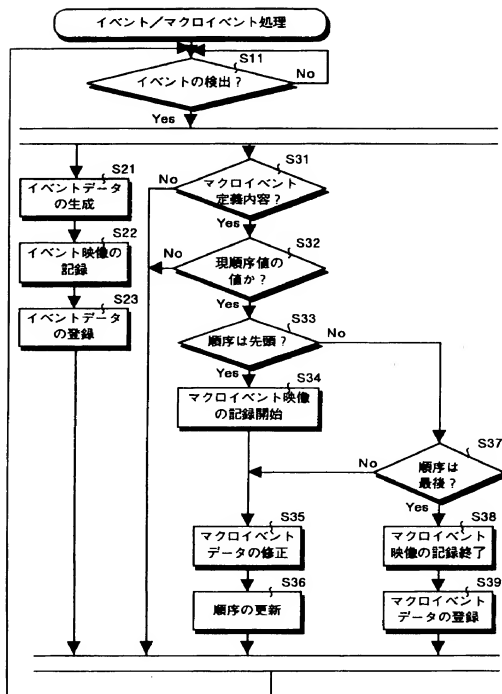 イベント／マクロイベント処理
S11
イベントの検出？
No
Yes
S21
イベントデータ
の生成
S22
イベント映像の
記録
S23
イベントデータ
の登録
S31
No
マクロイベント
定義内容？
Yes
S32
No
現順序値の
値か？
Yes
S33
順序は先頭？
No
Yes
S34
マクロイベント映像
の記録開始
S37
No
順序は
最後？
Yes
S35
マクロイベント
データの修正
S36
順序の更新
S38
マクロイベント
映像の記録終了
S39
マクロイベント
データの登録